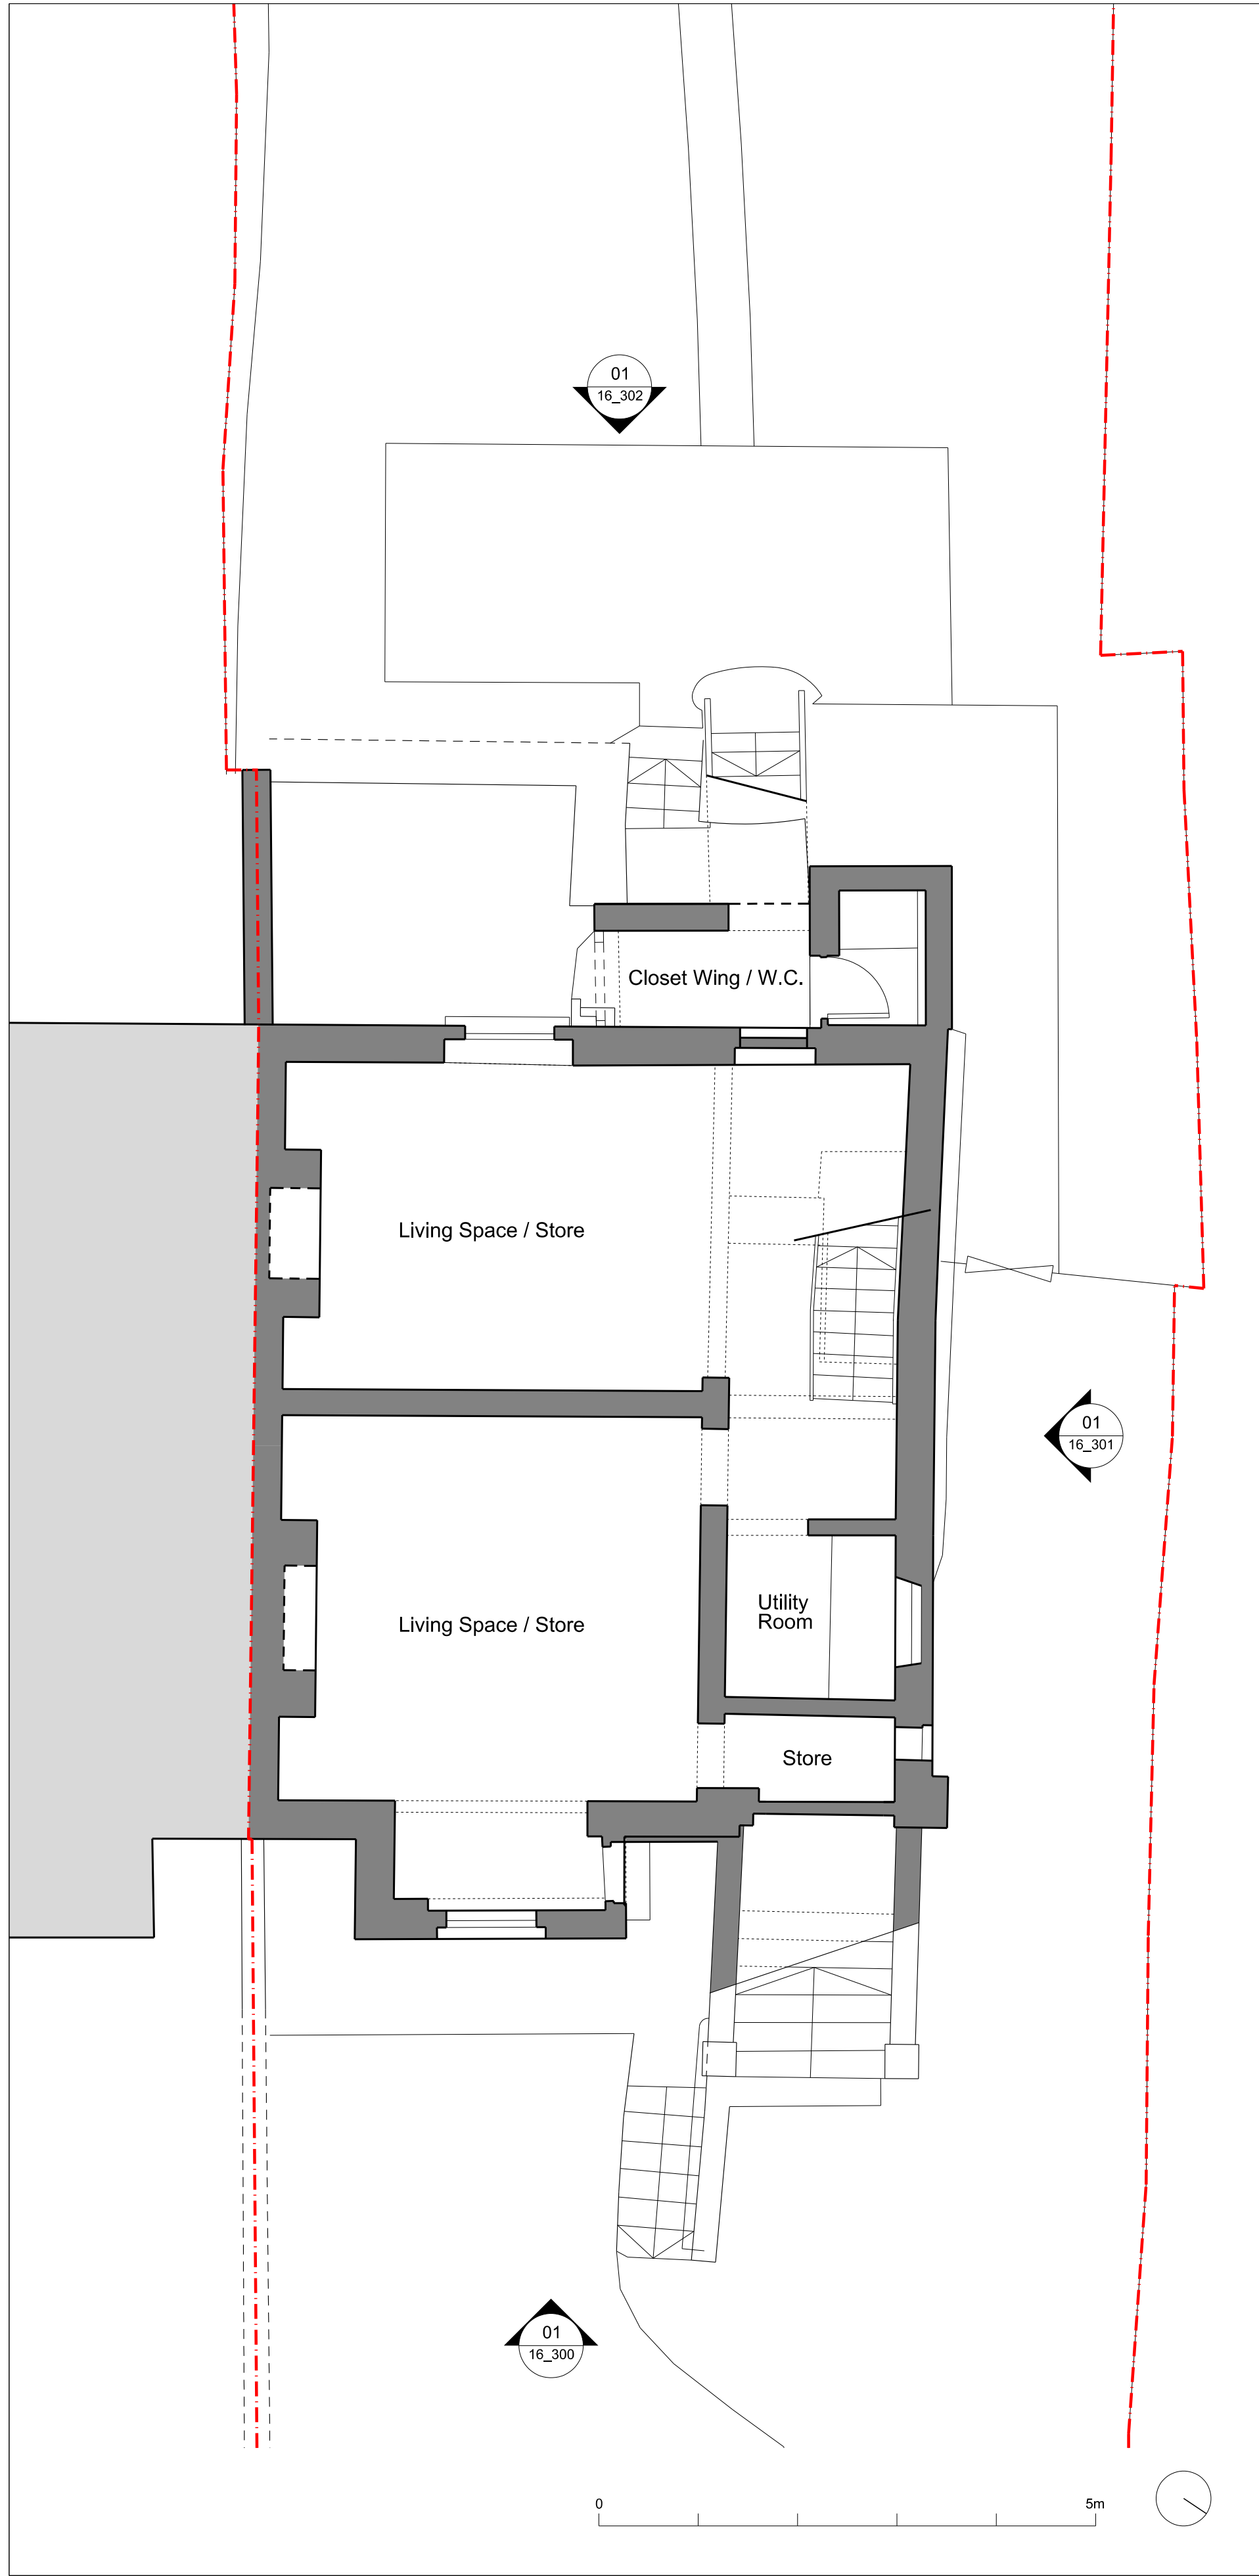 01
16_302
Closet Wing / W.C.
Living Space / Store
01
16_301
Utility
Room
Living Space / Store
Store
01
16_300
0
5m